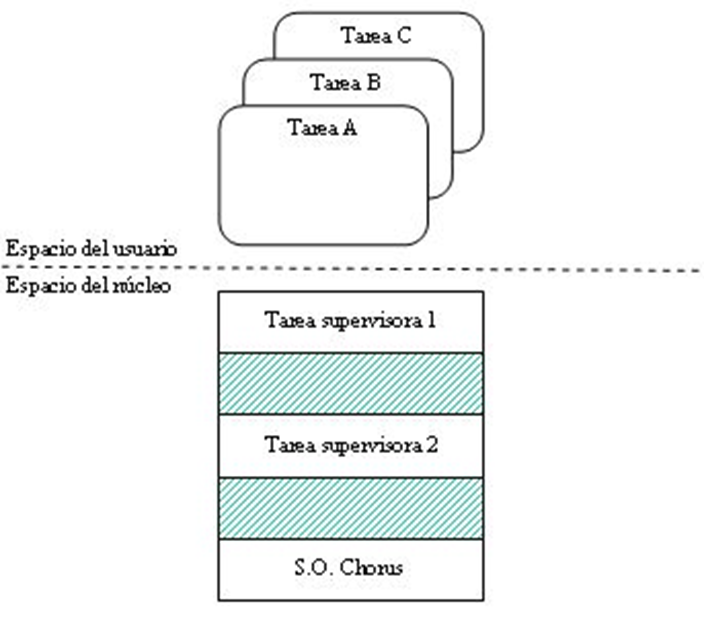 Tarea C
Tarea B
Tarea A
Espacio del usuario
Espacio del núcleo
Tarea supervisora 1
Tarea supervisora 2
S.O. Chorus